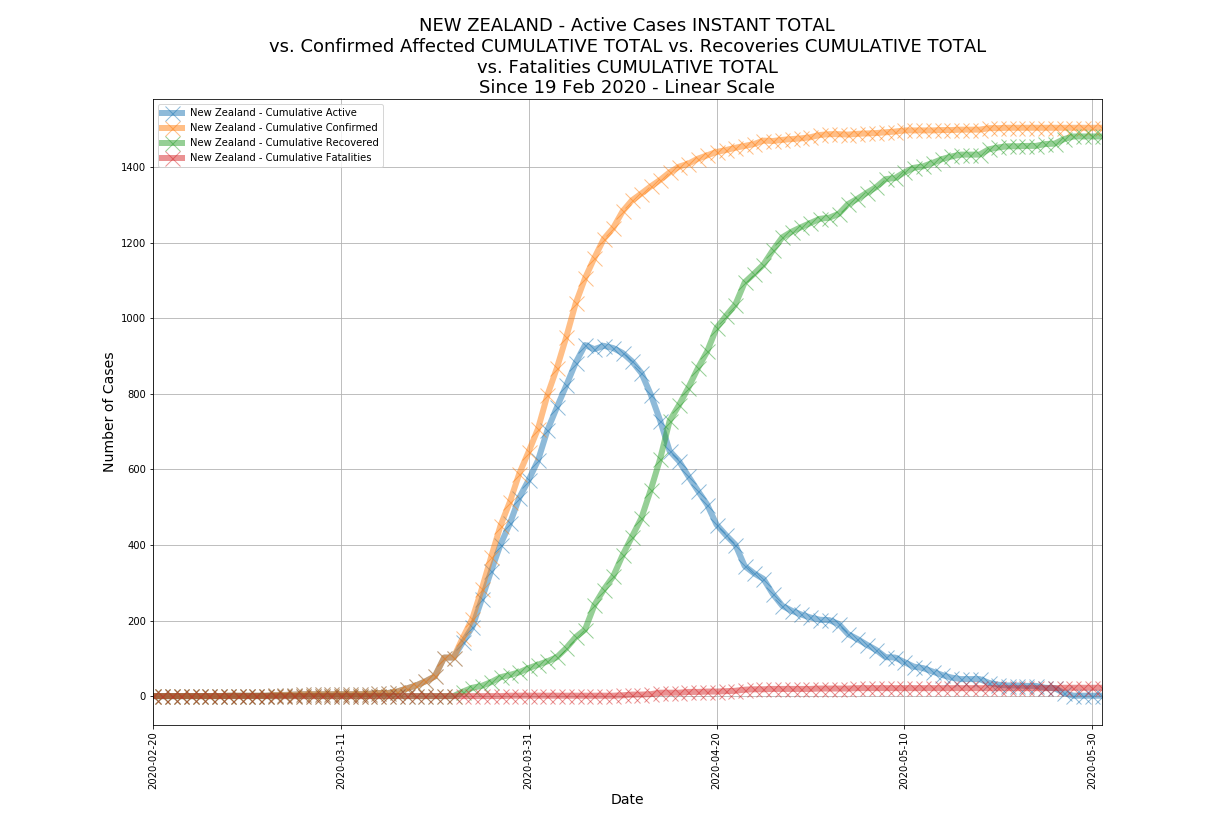 NEW ZEALAND - Active Cases INSTANT TOTAL
vs. Confirmed Affected CUMULATIVE TOTAL vs. Recoveries CUMULATIVE TOTAL
vs. Fatalities CUMULATIVE TOTAL
Since 19 Feb 2020 - Linear Scale
New Zealand - Cumulative Active
New Zealand - Cumulative Confirmed
New Zealand - Cumulative Recovered
New Zealand - Cumulative Fatalities
Number of Cases
1400
1200
1000
800
600
400
200
0
2020-02-20
2020-03-11
2020-03-31
2020-04-20
2020-05-10
2020-05-30
Date